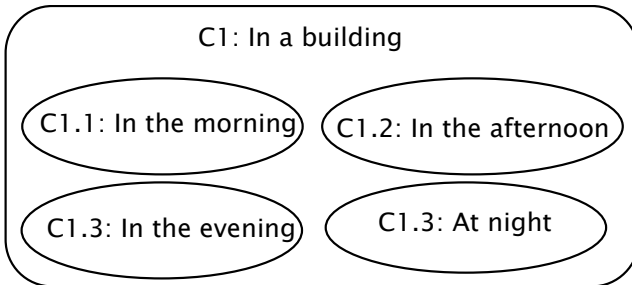 C1: In a building
C1.1: In the morning
C1.2: In the afternoon
C1.3: In the evening
C1.3: At night